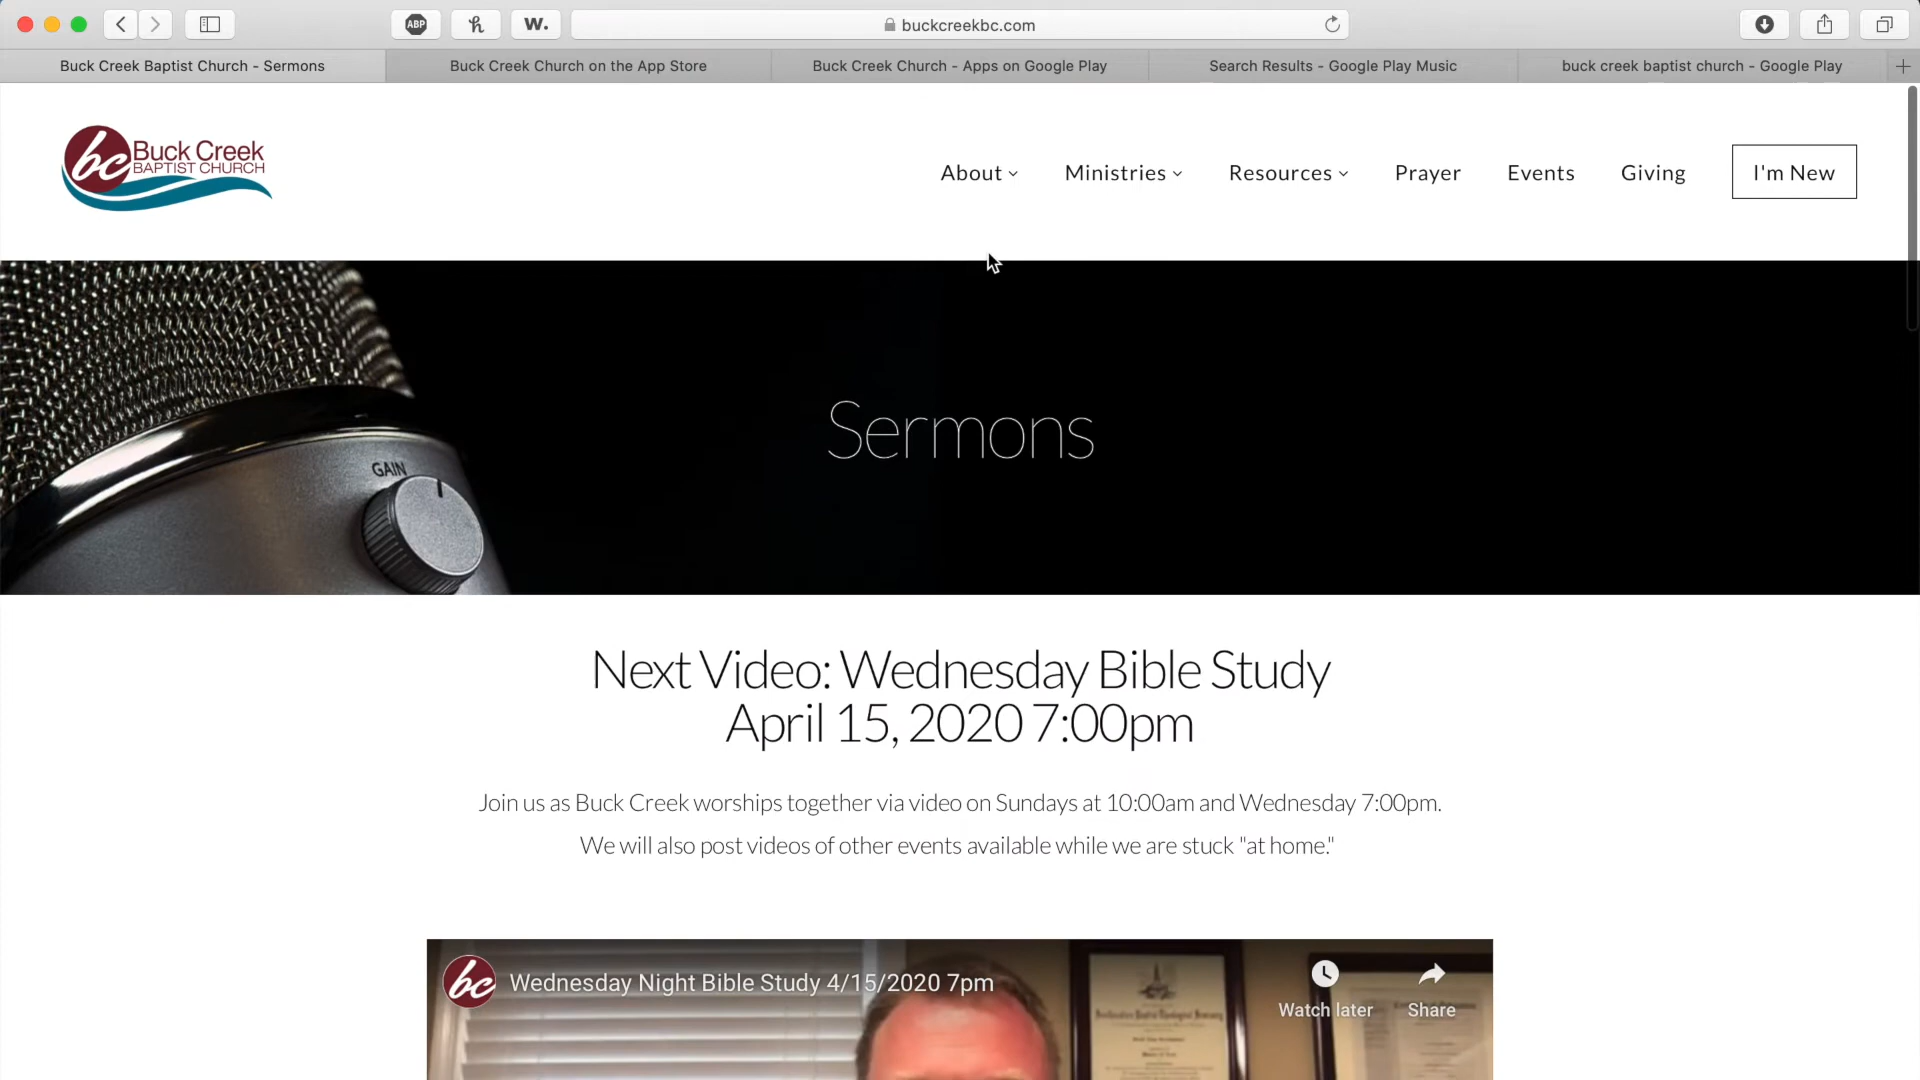 ABP
h
w.
buckcreekbc.com
Buck Creek Baptist Church - Sermons
Buck Creek Church on the App Store
Buck Creek Church - Apps on Google Play
Search Results - Google Play Music
buck creek baptist church - Google Play
bc Buck Creek
BAPTIST CHURCH
About
Ministries
Resources
Prayer
Events
Giving
I'm New
GAIN
Sermons
Next Video: Wednesday Bible Study
April 15, 2020 7:00pm
Join us as Buck Creek worships together via video on Sundays at 10:00am and Wednesday 7:00pm.
We will also post videos of other events available while we are stuck "at home."
bc
Wednesday Night Bible Study 4/15/2020 7pm
Watch later
Share